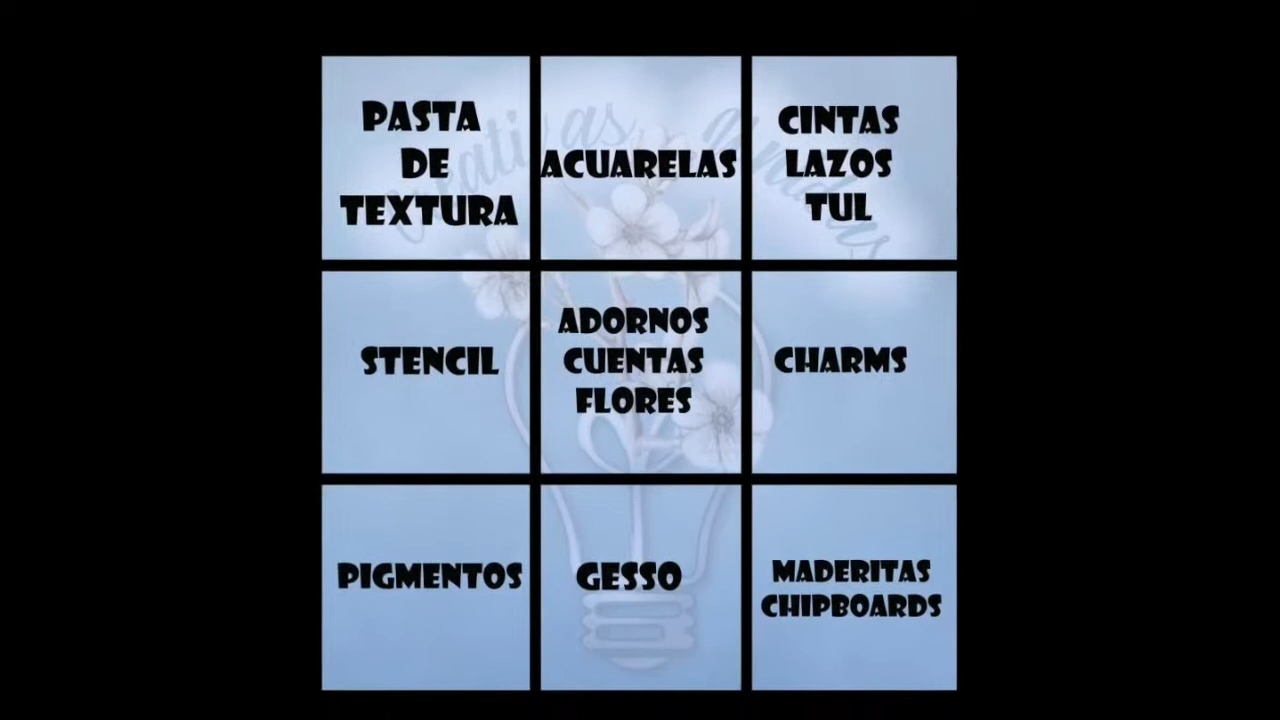 PASTA
DE
TEXTURA
ACUARELAS
CINTAS
LAZOS
TUL
STENCIL
ADORNOS
CUENTAS
FLORES
CHARMS
PIGMENTOS
GESSO
MADERITAS
CHIPBOARDS